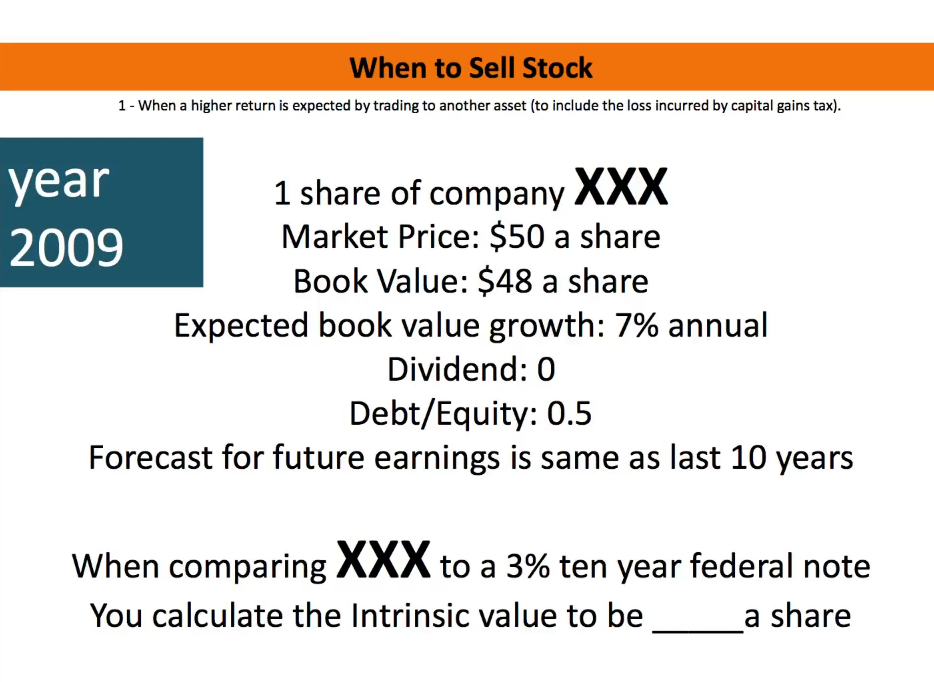 When to Sell Stock
1 - When a higher return is expected by trading to another asset (to include the loss incurred by capital gains tax).
year
2009
1 share of company XXX
Market Price: $50 a share
Book Value: $48 a share
Expected book value growth: 7% annual
Dividend: 0
Debt/Equity: 0.5
Forecast for future earnings is same as last 10 years
When comparing XXX to a 3% ten year federal note
You calculate the Intrinsic value to be _____a share